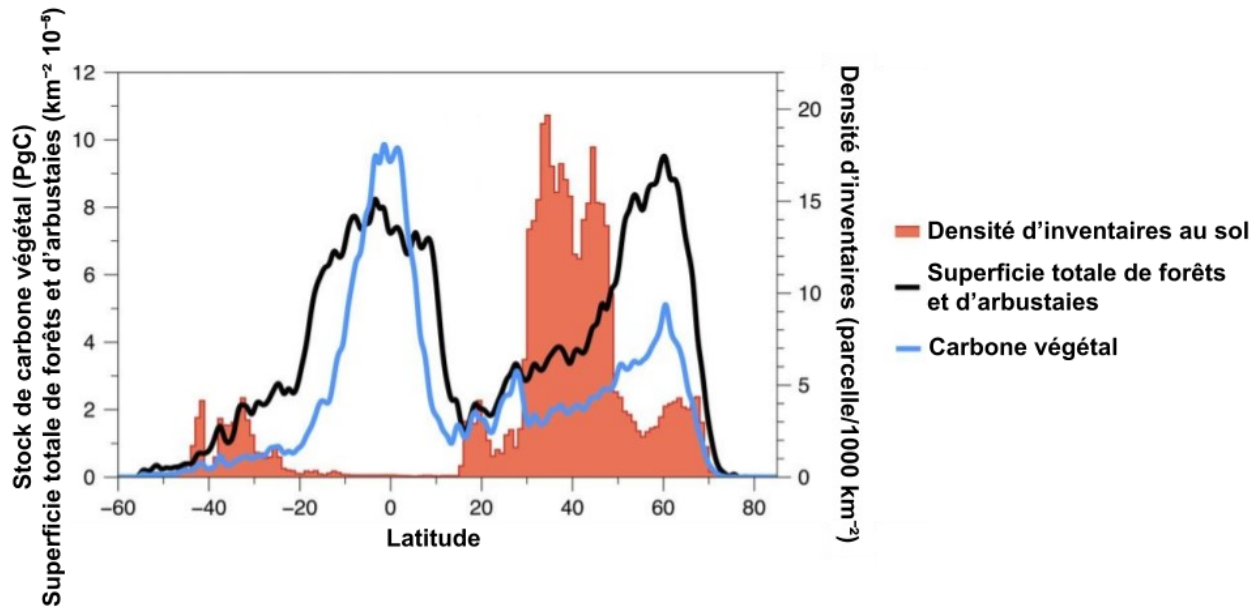 Stock de carbone végétal (PgC)
Superficie totale de forêts et d'arbustaies (km⁻² 10⁻⁵)
12
10
8
6
4
2
0
20
15
10
5
0
Densité d'inventaires (parcelle/1000 km⁻²)
−60
−40
−20
0
20
40
60
80
Latitude
Densité d'inventaires au sol
Superficie totale de forêts
et d'arbustaies
Carbone végétal